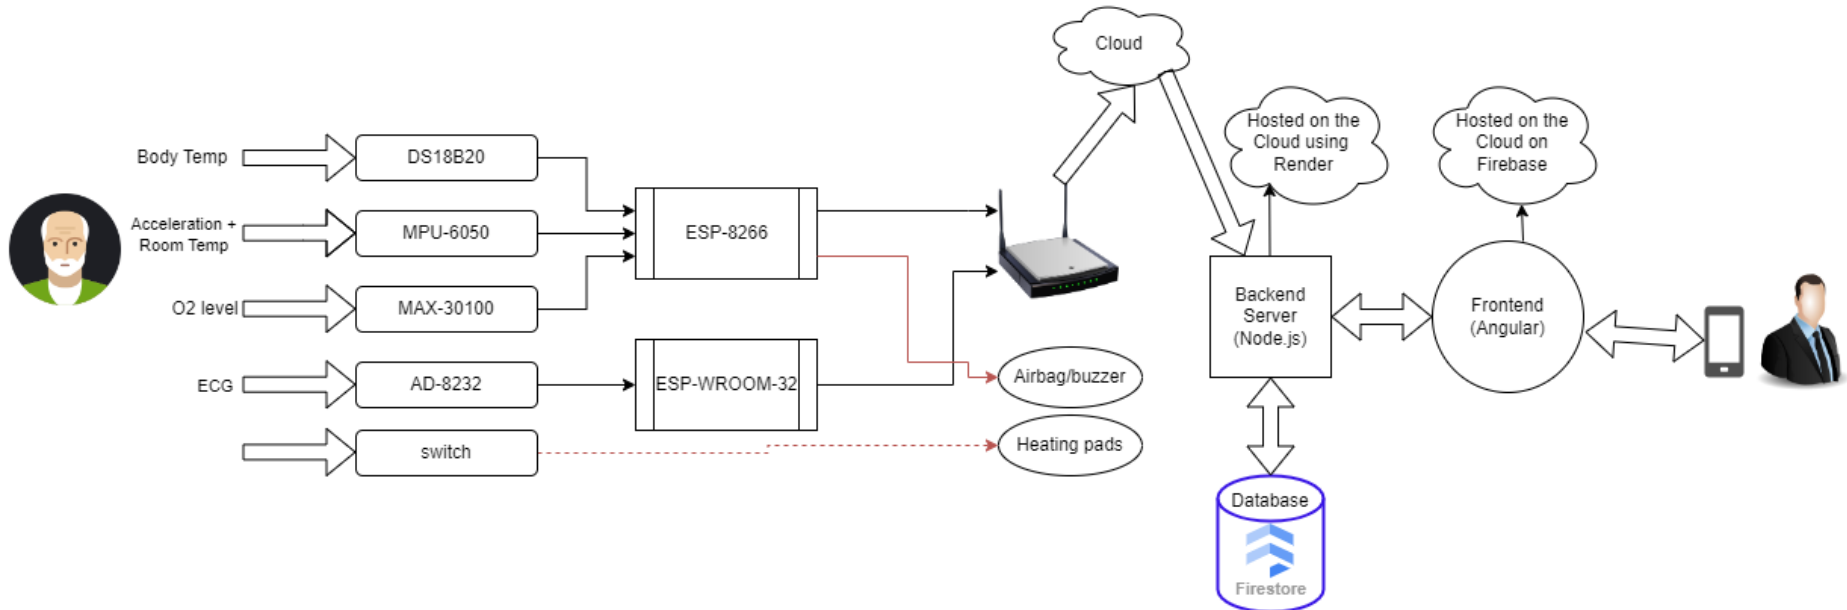 Cloud
Hosted on the
Cloud using
Render
Hosted on the
Cloud on
Firebase
Body Temp
DS18B20
Acceleration +
Room Temp
MPU-6050
ESP-8266
O2 level
MAX-30100
Backend
Server
(Node.js)
Frontend
(Angular)
ECG
AD-8232
ESP-WROOM-32
Airbag/buzzer
switch
Heating pads
Database
Firestore